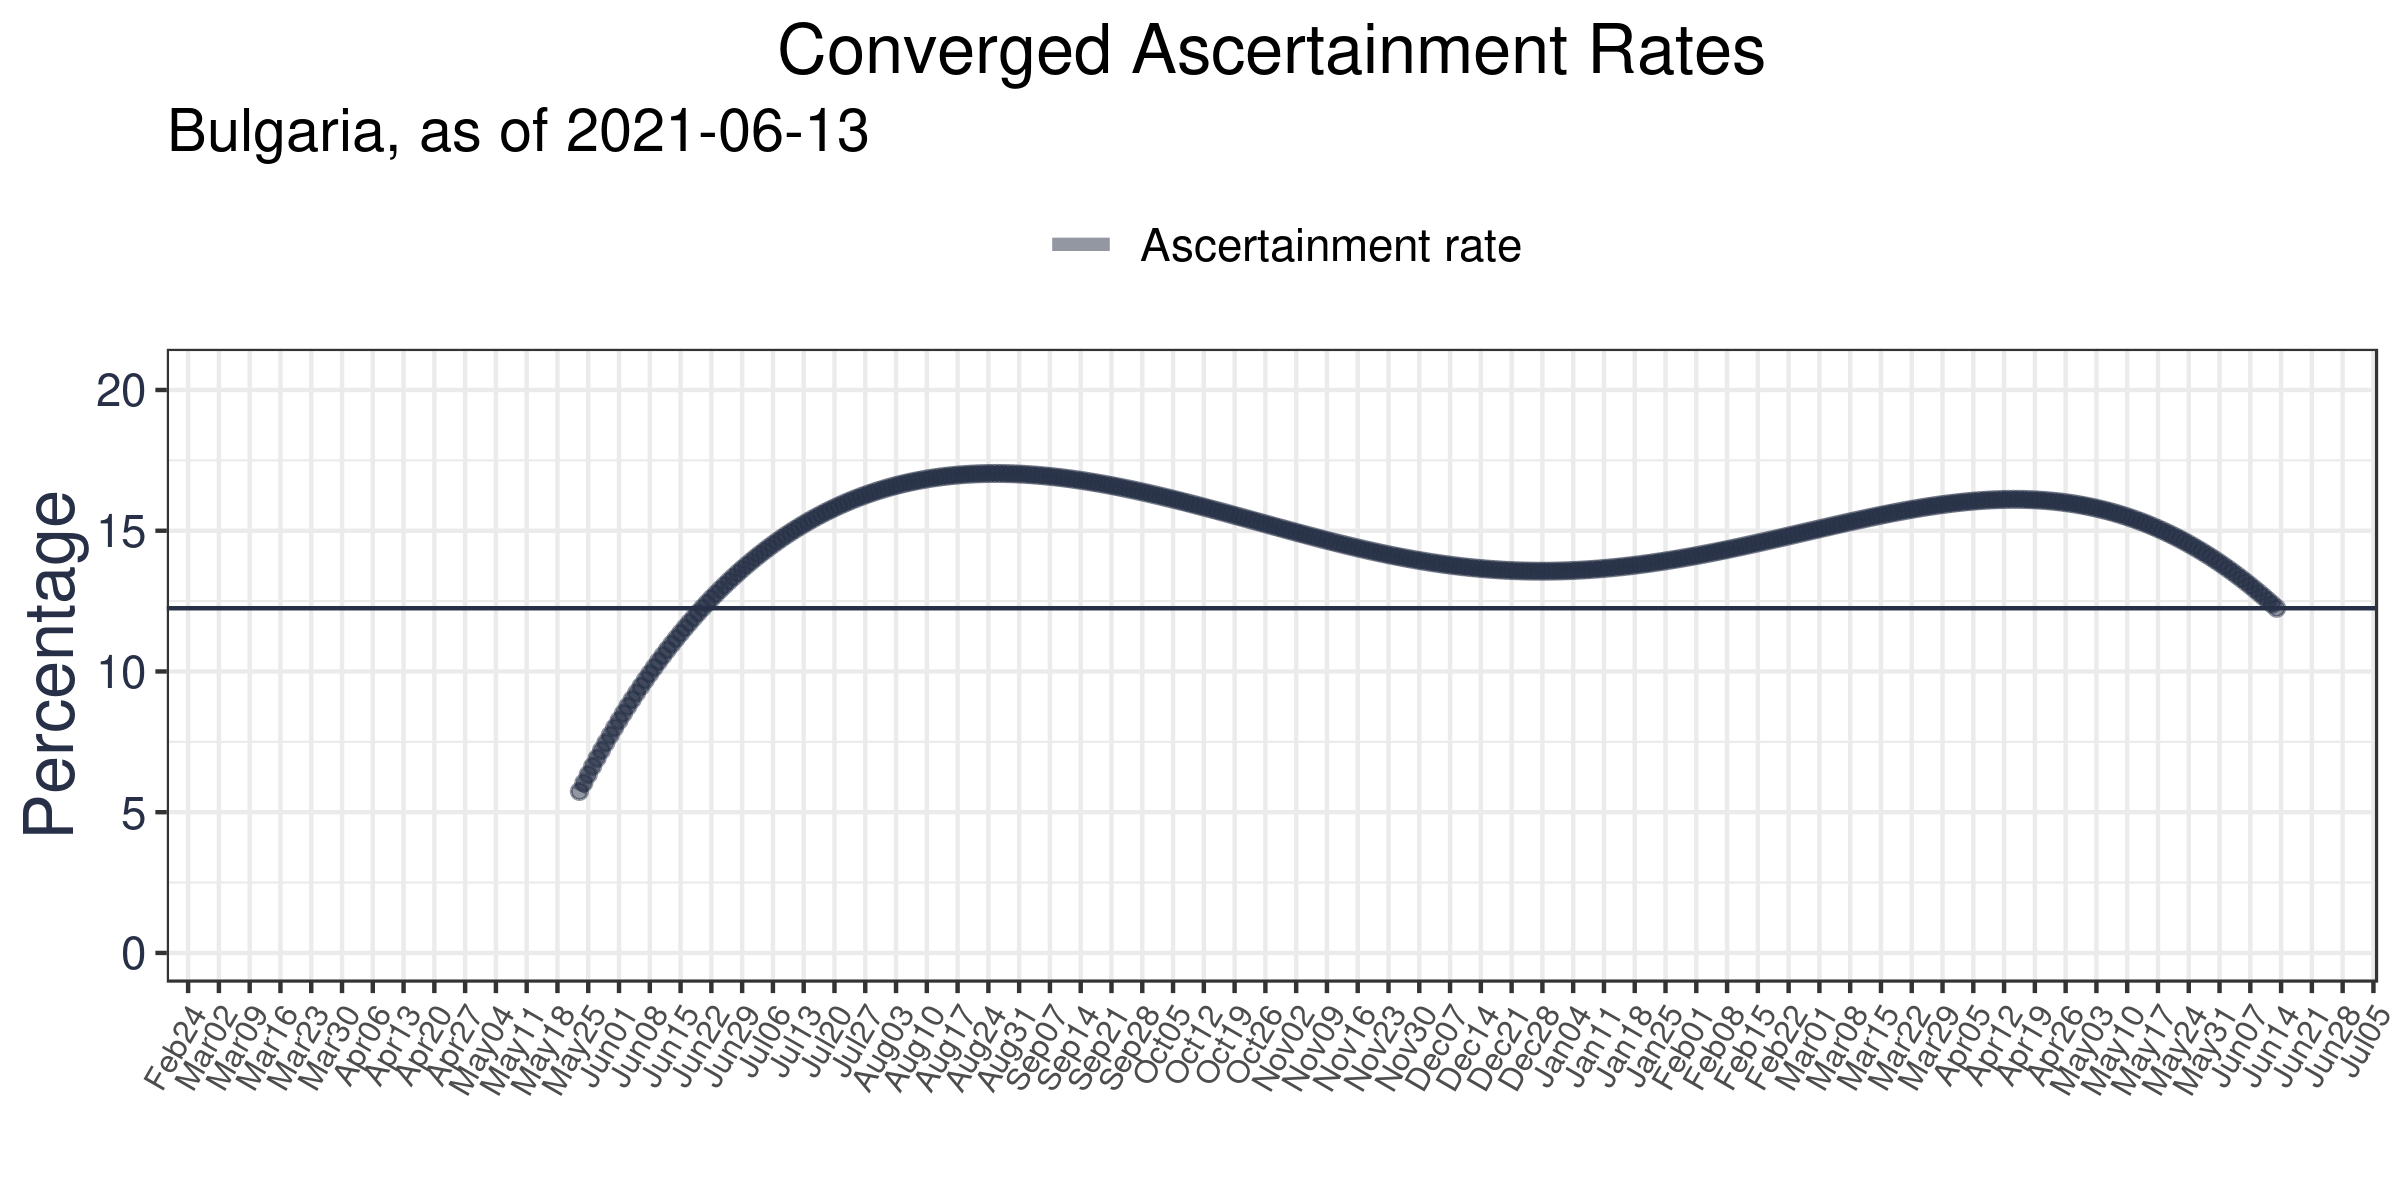 Converged Ascertainment Rates
Bulgaria, as of 2021-06-13
Ascertainment rate
Percentage
20
15
10
5
0
Feb24
Mar02
Mar09
Mar16
Mar23
Mar30
Apr06
Apr13
Apr20
Apr27
May04
May11
May18
May25
Jun01
Jun08
Jun15
Jun22
Jun29
Jul06
Jul13
Jul20
Jul27
Aug03
Aug10
Aug17
Aug24
Aug31
Sep07
Sep14
Sep21
Sep28
Oct05
Oct12
Oct19
Oct26
Nov02
Nov09
Nov16
Nov23
Nov30
Dec07
Dec14
Dec21
Dec28
Jan04
Jan11
Jan18
Jan25
Feb01
Feb08
Feb15
Feb22
Mar01
Mar08
Mar15
Mar22
Mar29
Apr05
Apr12
Apr19
Apr26
May03
May10
May17
May24
May31
Jun07
Jun14
Jun21
Jun28
Jul05